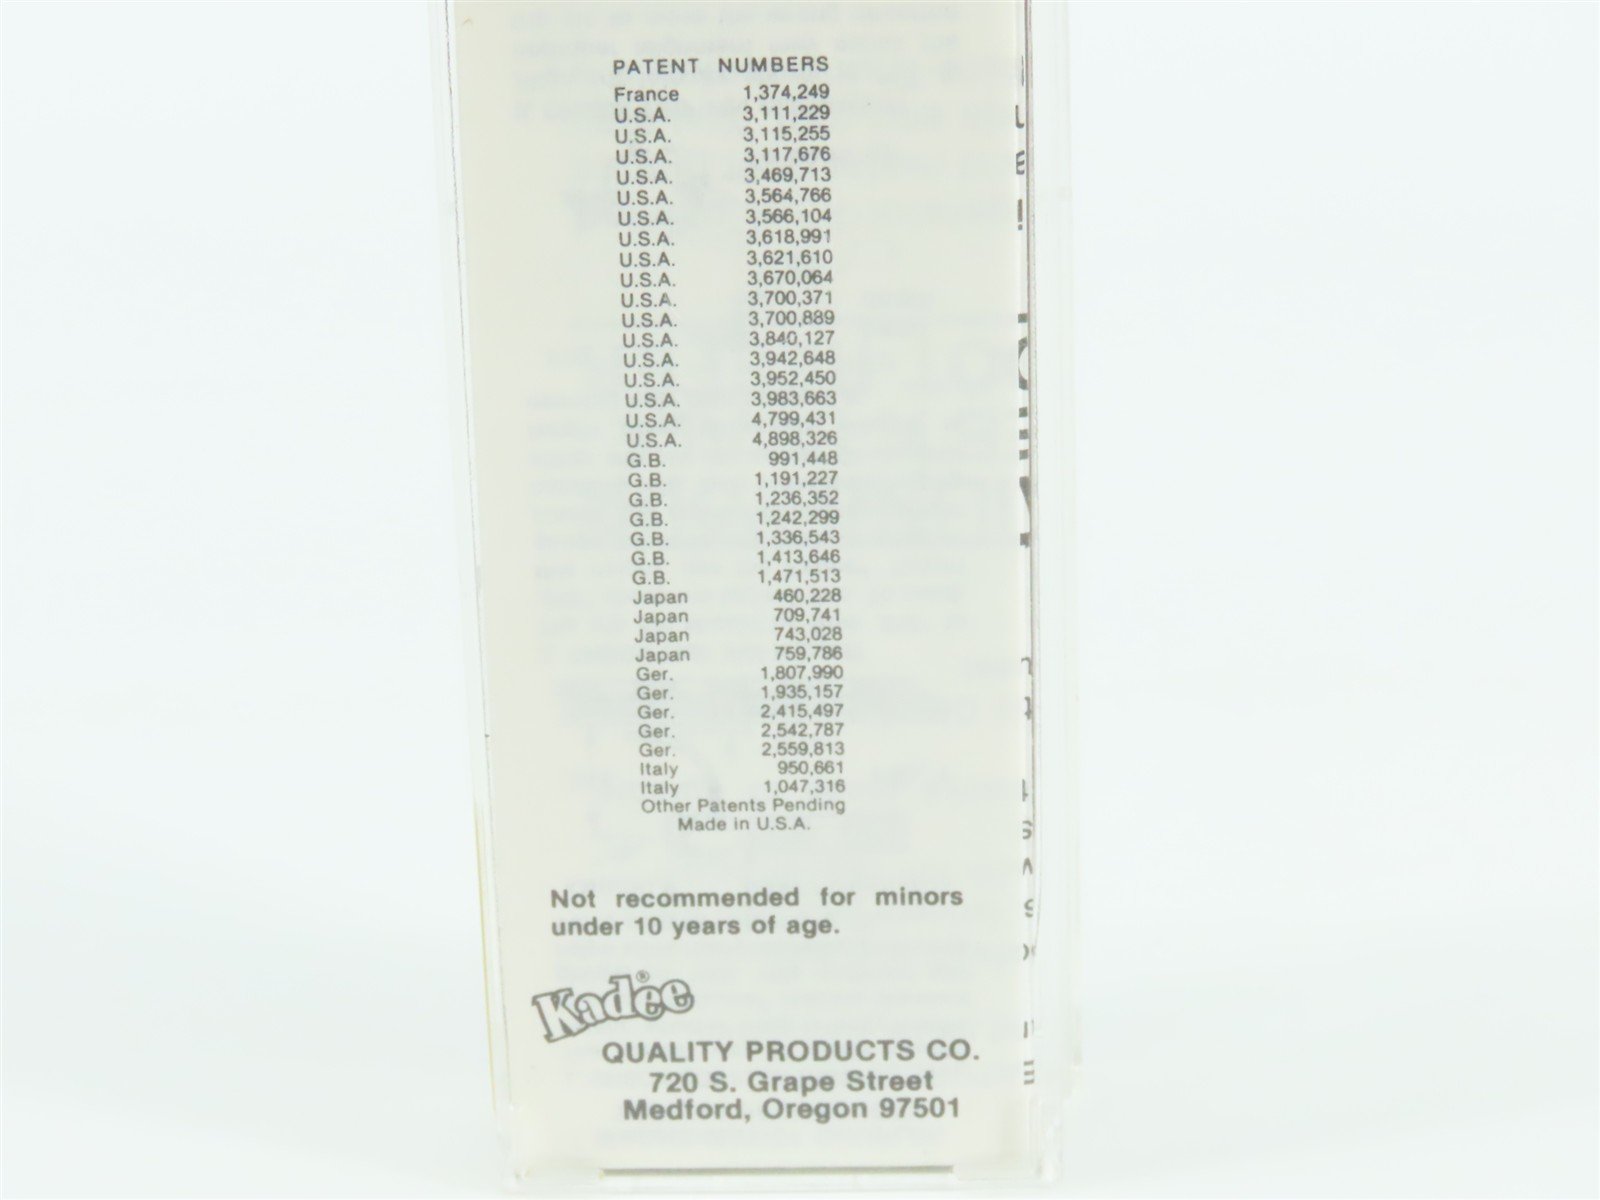 PATENT NUMBERS
France 1,374,249
U.S.A. 3,111,229
U.S.A. 3,115,255
U.S.A. 3,117,676
U.S.A. 3,469,713
U.S.A. 3,564,766
U.S.A. 3,566,104
U.S.A. 3,618,991
U.S.A. 3,621,610
U.S.A. 3,670,064
U.S.A. 3,700,371
U.S.A. 3,700,889
U.S.A. 3,840,127
U.S.A. 3,942,648
U.S.A. 3,952,450
U.S.A. 3,983,663
U.S.A. 4,799,431
U.S.A. 4,898,326
G.B. 991,448
G.B. 1,191,227
G.B. 1,236,352
G.B. 1,242,299
G.B. 1,336,543
G.B. 1,413,646
G.B. 1,471,513
Japan 460,228
Japan 709,741
Japan 743,028
Japan 759,786
Ger. 1,807,990
Ger. 1,935,157
Ger. 2,415,497
Ger. 2,542,787
Ger. 2,559,813
Italy 950,661
Italy 1,047,316
Other Patents Pending
Made in U.S.A.
Not recommended for minors
under 10 years of age.
Kadee®
QUALITY PRODUCTS CO.
720 S. Grape Street
Medford, Oregon 97501